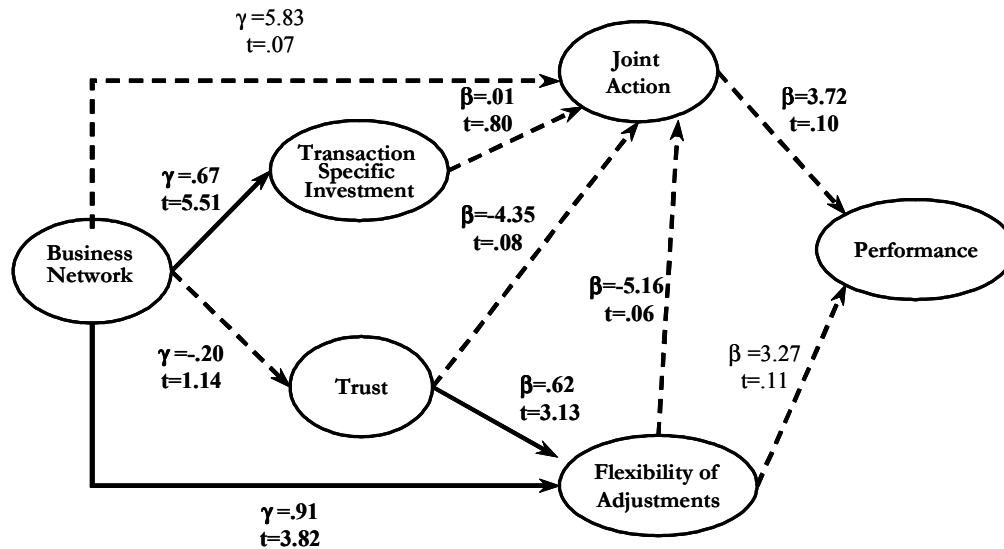 γ =5.83
t=.07
Joint
Action
β=.01
t=.80
β=3.72
t=.10
Transaction
Specific
Investment
γ=.67
t=5.51
β=-4.35
t=.08
Business
Network
Performance
β=-5.16
t=.06
γ=-.20
t=1.14
Trust
β=.62
t=3.13
β =3.27
t=.11
Flexibility of
Adjustments
γ=.91
t=3.82